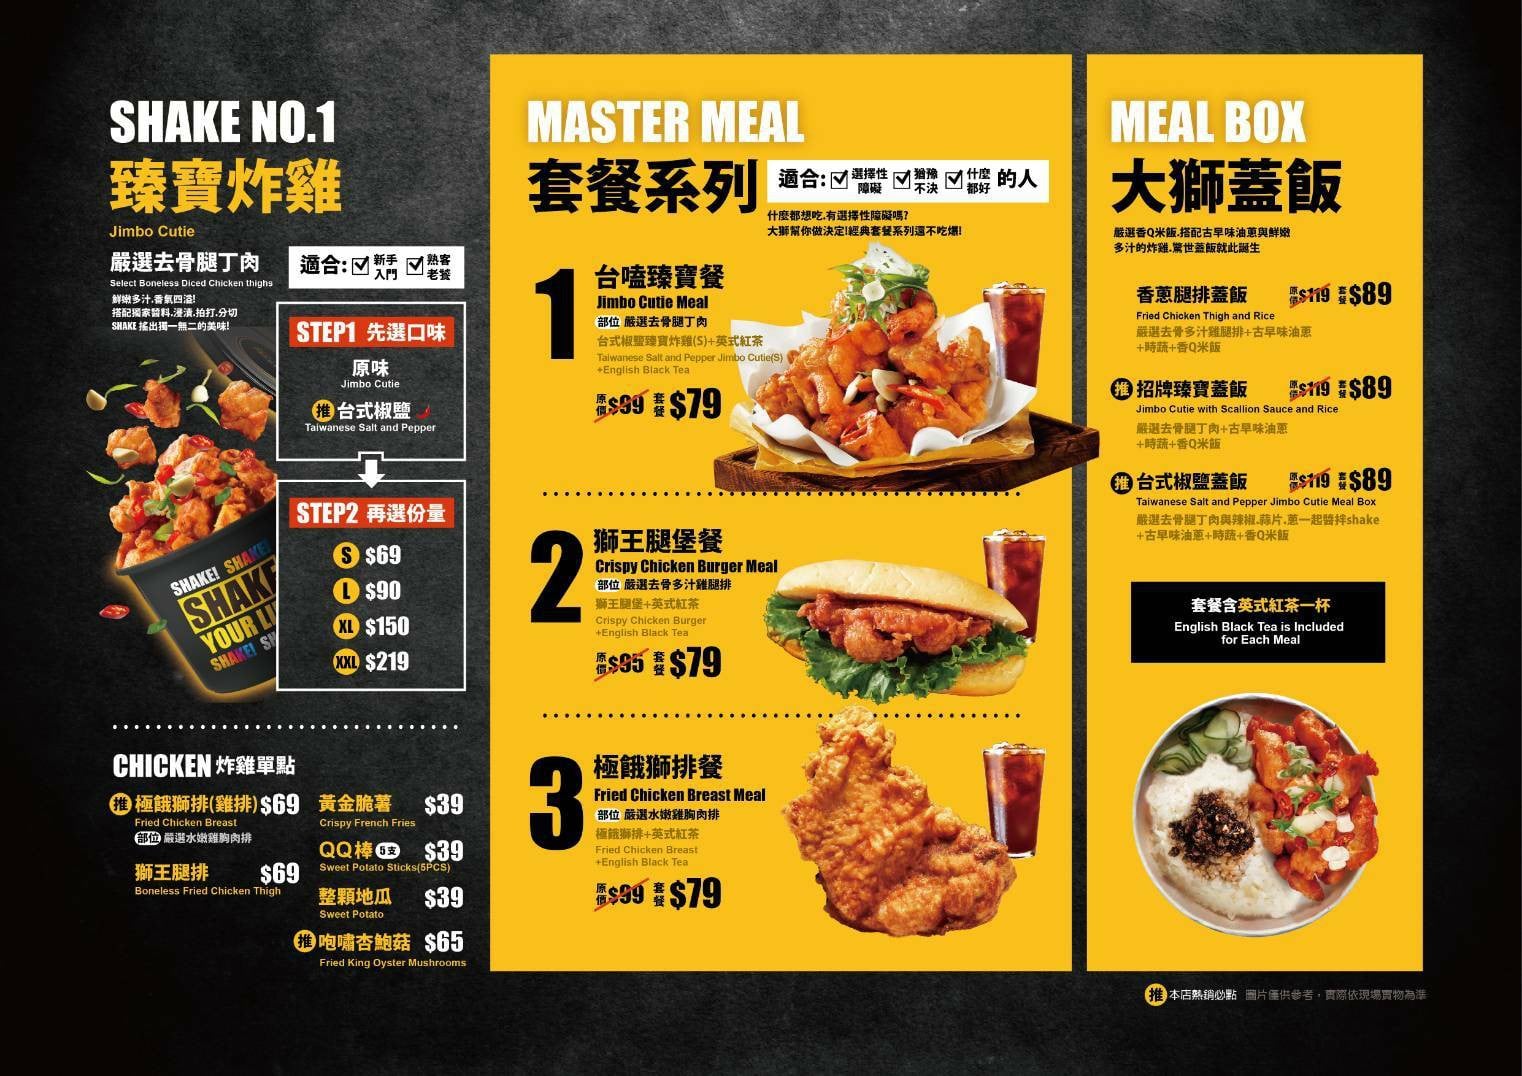 SHAKE NO.1
臻寶炸雞
Jimbo Cutie
嚴選去骨腿丁肉
Select Boneless Diced Chicken thighs
鮮嫩多汁.香氣四溢!
搭配獨家醬料.浸漬.拍打.分切
SHAKE 搖出獨一無二的美味!
適合: 新手入門 熟客老饕
STEP1 先選口味
原味
Jimbo Cutie
推 台式椒鹽
Taiwanese Salt and Pepper
STEP2 再選份量
S $69
L $90
XL $150
XXL $219
SHAKE! SHAKE!
SHAKE
YOUR LI
SHAKE! S
CHICKEN 炸雞單點
推 極餓獅排(雞排) $69
Fried Chicken Breast
部位 嚴選水嫩雞胸肉排
獅王腿排 $69
Boneless Fried Chicken Thigh
黃金脆薯 $39
Crispy French Fries
QQ棒 5支 $39
Sweet Potato Sticks(5PCS)
整顆地瓜 $39
Sweet Potato
推 咆嘯杏鮑菇 $65
Fried King Oyster Mushrooms
MASTER MEAL
套餐系列
適合: 選擇性障礙 猶豫不決 什麼都好 的人
什麼都想吃.有選擇性障礙嗎?
大獅幫你做決定!經典套餐系列還不吃爆!
1
台嗑臻寶餐
Jimbo Cutie Meal
部位 嚴選去骨腿丁肉
台式椒鹽臻寶炸雞(S)+英式紅茶
Taiwanese Salt and Pepper Jimbo Cutie(S)
+English Black Tea
原價 $99 套餐 $79
2
獅王腿堡餐
Crispy Chicken Burger Meal
部位 嚴選去骨多汁雞腿排
獅王腿堡+英式紅茶
Crispy Chicken Burger
+English Black Tea
原價 $95 套餐 $79
3
極餓獅排餐
Fried Chicken Breast Meal
部位 嚴選水嫩雞胸肉排
極餓獅排+英式紅茶
Fried Chicken Breast
+English Black Tea
原價 $99 套餐 $79
MEAL BOX
大獅蓋飯
嚴選香Q米飯.搭配古早味油蔥與鮮嫩
多汁的炸雞.驚世蓋飯就此誕生
香蔥腿排蓋飯 原價 $119 套餐 $89
Fried Chicken Thigh and Rice
嚴選去骨多汁雞腿排+古早味油蔥
+時蔬+香Q米飯
推 招牌臻寶蓋飯 原價 $119 套餐 $89
Jimbo Cutie with Scallion Sauce and Rice
嚴選去骨腿丁肉+古早味油蔥
+時蔬+香Q米飯
推 台式椒鹽蓋飯 原價 $119 套餐 $89
Taiwanese Salt and Pepper Jimbo Cutie Meal Box
嚴選去骨腿丁肉與辣椒.蒜片.蔥一起醬拌shake
+古早味油蔥+時蔬+香Q米飯
套餐含英式紅茶一杯
English Black Tea is Included
for Each Meal
推 本店熱銷必點 圖片僅供參考，實際依現場實物為準